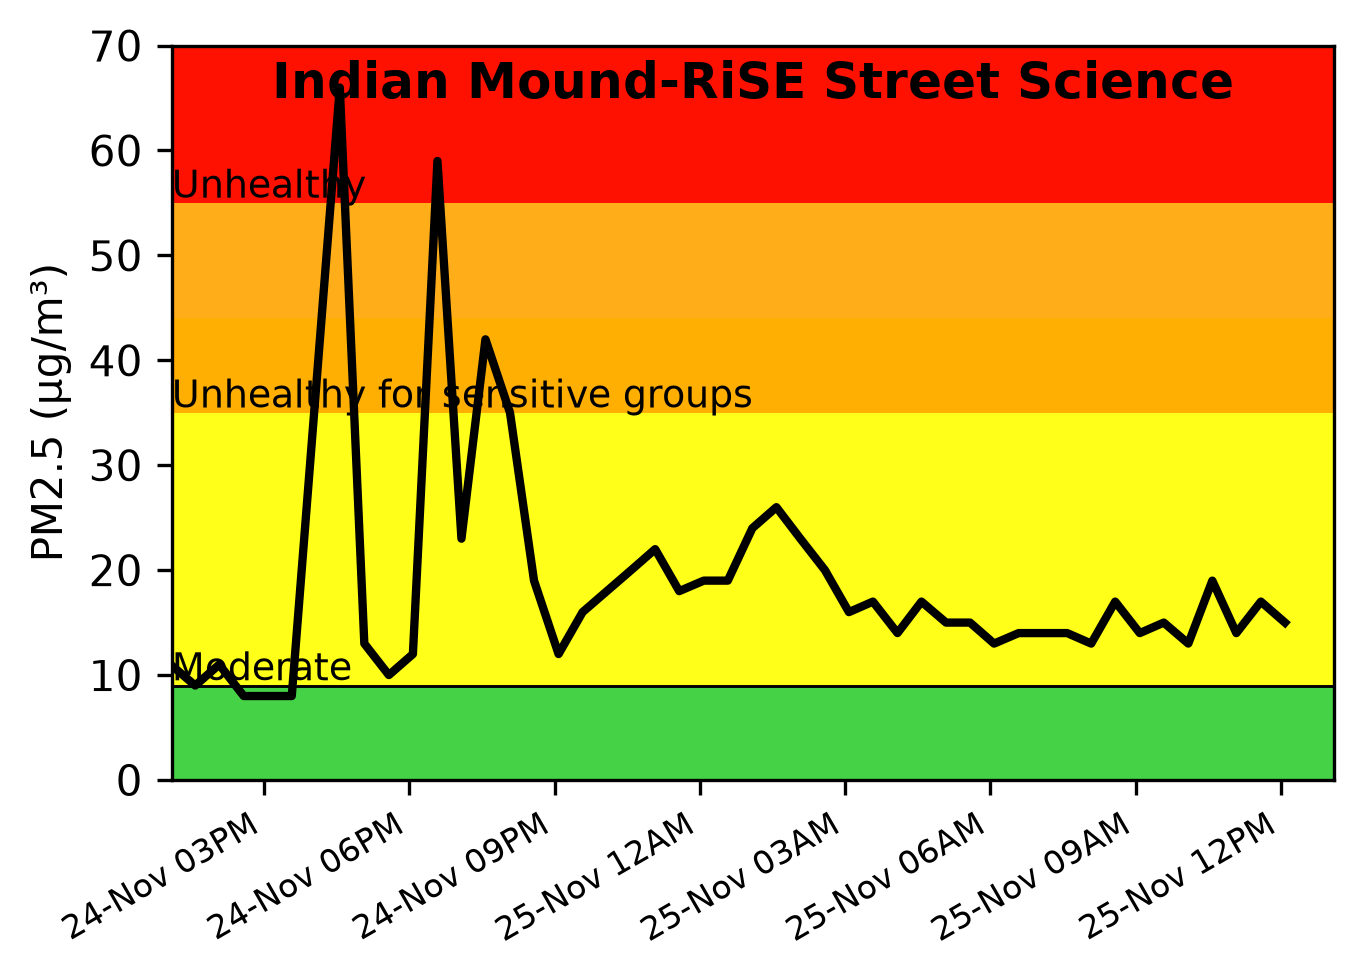 Indian Mound-RiSE Street Science
PM2.5 (µg/m³)
70
60
50
40
30
20
10
0
Unhealthy
Unhealthy for sensitive groups
Moderate
24-Nov 03PM
24-Nov 06PM
24-Nov 09PM
25-Nov 12AM
25-Nov 03AM
25-Nov 06AM
25-Nov 09AM
25-Nov 12PM